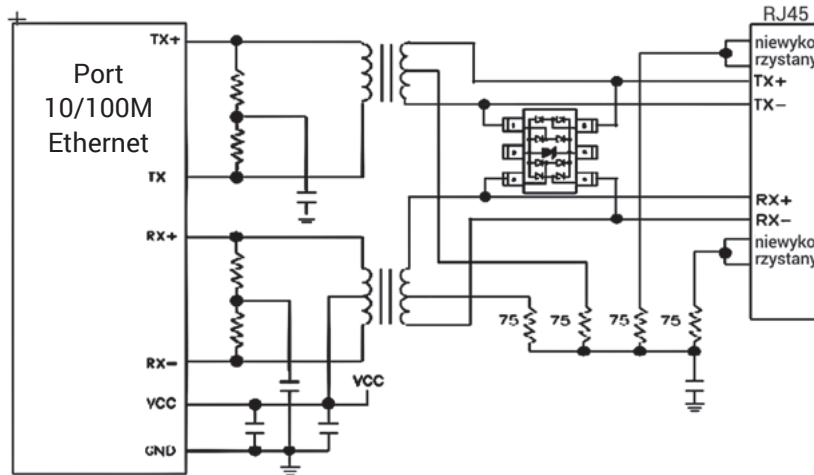 RJ45
Port
10/100M
Ethernet
TX+
TX
RX+
RX-
VCC
GND
VCC
75
75
75
75
niewyko
rzystany
TX+
TX-
RX+
RX-
niewyko
rzystany